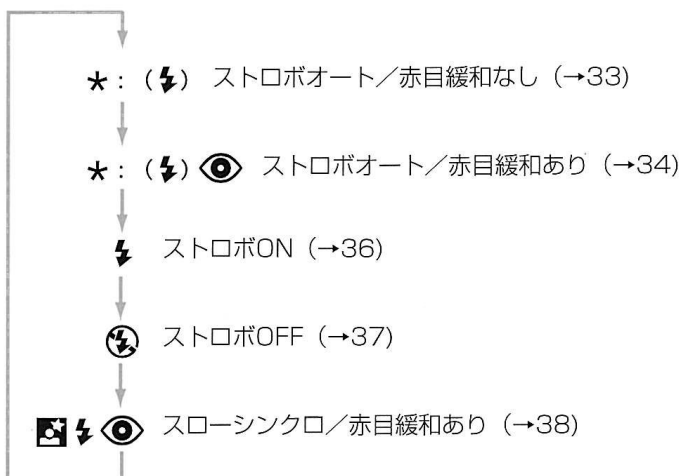 *:(⚡) ストロボオート／赤目緩和なし（→33）
*:(⚡) ストロボオート／赤目緩和あり（→34）
ストロボON（→36）
ストロボOFF（→37）
スローシンクロ／赤目緩和あり（→38）